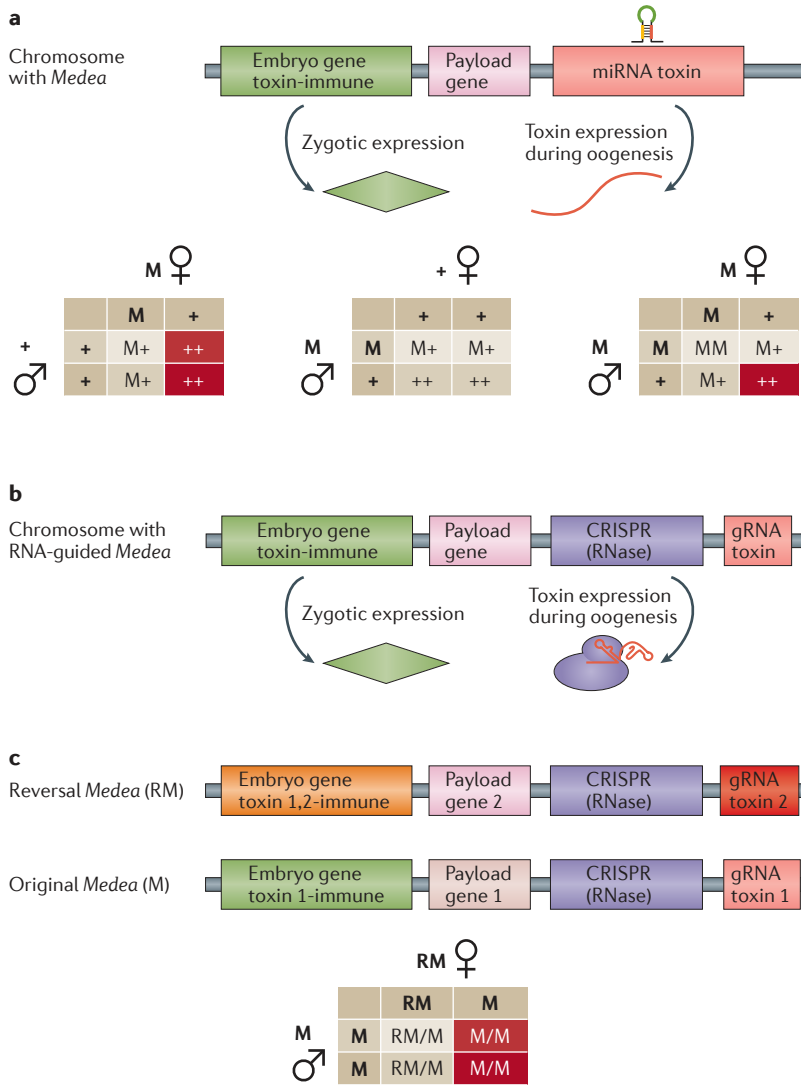 a
Chromosome
with Medea
Embryo gene
toxin-immune
Payload
gene
miRNA toxin
Zygotic expression
Toxin expression
during oogenesis
M ♀
+ ♀
M ♀
M +
+ +
M +
+ ♂
+ M+ ++
+ M+ ++
M ♂
M M+ M+
+ ++ ++
M ♂
M MM M+
+ M+ ++
b
Chromosome with
RNA-guided Medea
Embryo gene
toxin-immune
Payload
gene
CRISPR
(RNase)
gRNA
toxin
Zygotic expression
Toxin expression
during oogenesis
c
Reversal Medea (RM)
Embryo gene
toxin 1,2-immune
Payload
gene 2
CRISPR
(RNase)
gRNA
toxin 2
Original Medea (M)
Embryo gene
toxin 1-immune
Payload
gene 1
CRISPR
(RNase)
gRNA
toxin 1
RM ♀
RM M
M ♂
M RM/M M/M
M RM/M M/M